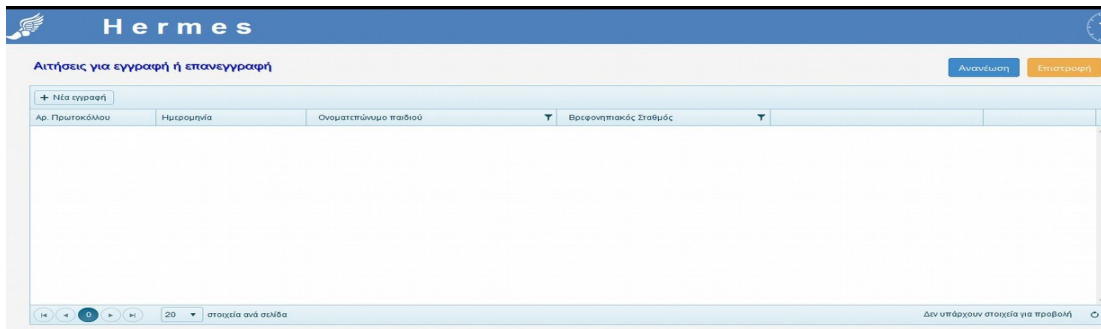 Hermes
Αιτήσεις για εγγραφή ή επανεγγραφή
Ανανέωση Επιστροφή
+ Νέα εγγραφή
Αρ. Πρωτοκόλλου Ημερομηνία Ονοματεπώνυμο παιδιού Βρεφονηπιακός Σταθμός
0 20 στοιχεία ανά σελίδα Δεν υπάρχουν στοιχεία για προβολή